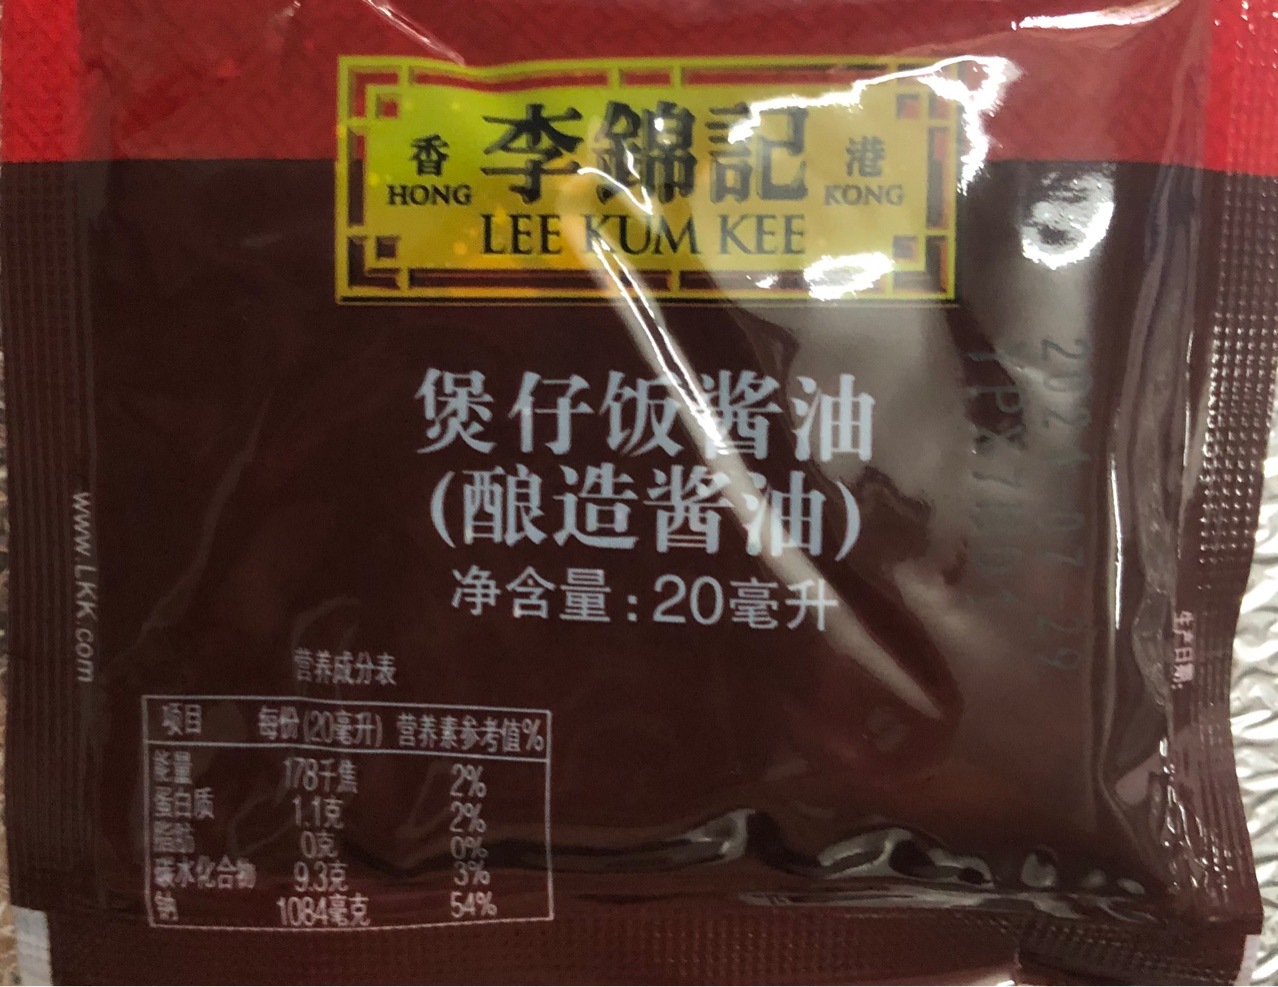 香 李錦記 港
HONG KONG
LEE KUM KEE
煲仔饭酱油
(酿造酱油)
净含量:20毫升
www.LKK.com
生产日期:
营养成分表
项目 每份(20毫升) 营养素参考值%
能量 178千焦 2%
蛋白质 1.1克 2%
脂肪 0克 0%
碳水化合物 9.3克 3%
钠 1084毫克 54%